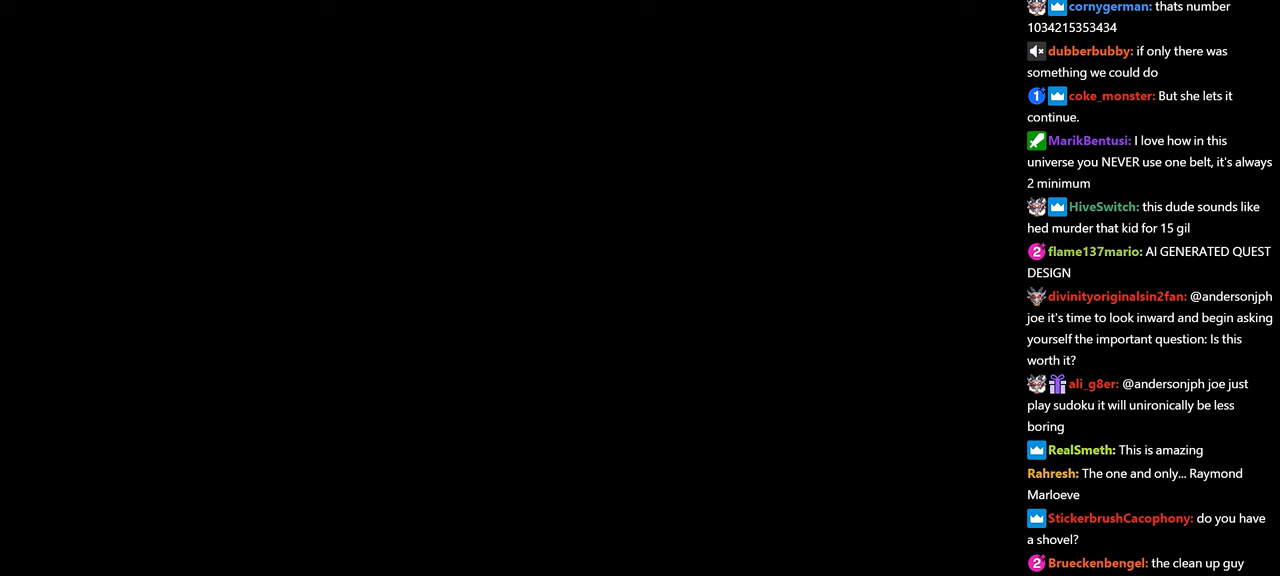 cornygerman: thats number
1034215353434
dubberbubby: if only there was
something we could do
1 coke_monster: But she lets it
continue.
MarikBentusi: I love how in this
universe you NEVER use one belt, it's always
2 minimum
HiveSwitch: this dude sounds like
hed murder that kid for 15 gil
2 flame137mario: AI GENERATED QUEST
DESIGN
divinityoriginalsin2fan: @andersonjph
joe it's time to look inward and begin asking
yourself the important question: Is this
worth it?
ali_g8er: @andersonjph joe just
play sudoku it will unironically be less
boring
RealSmeth: This is amazing
Rahresh: The one and only... Raymond
Marloeve
StickerbrushCacophony: do you have
a shovel?
2 Brueckenbengel: the clean up guy